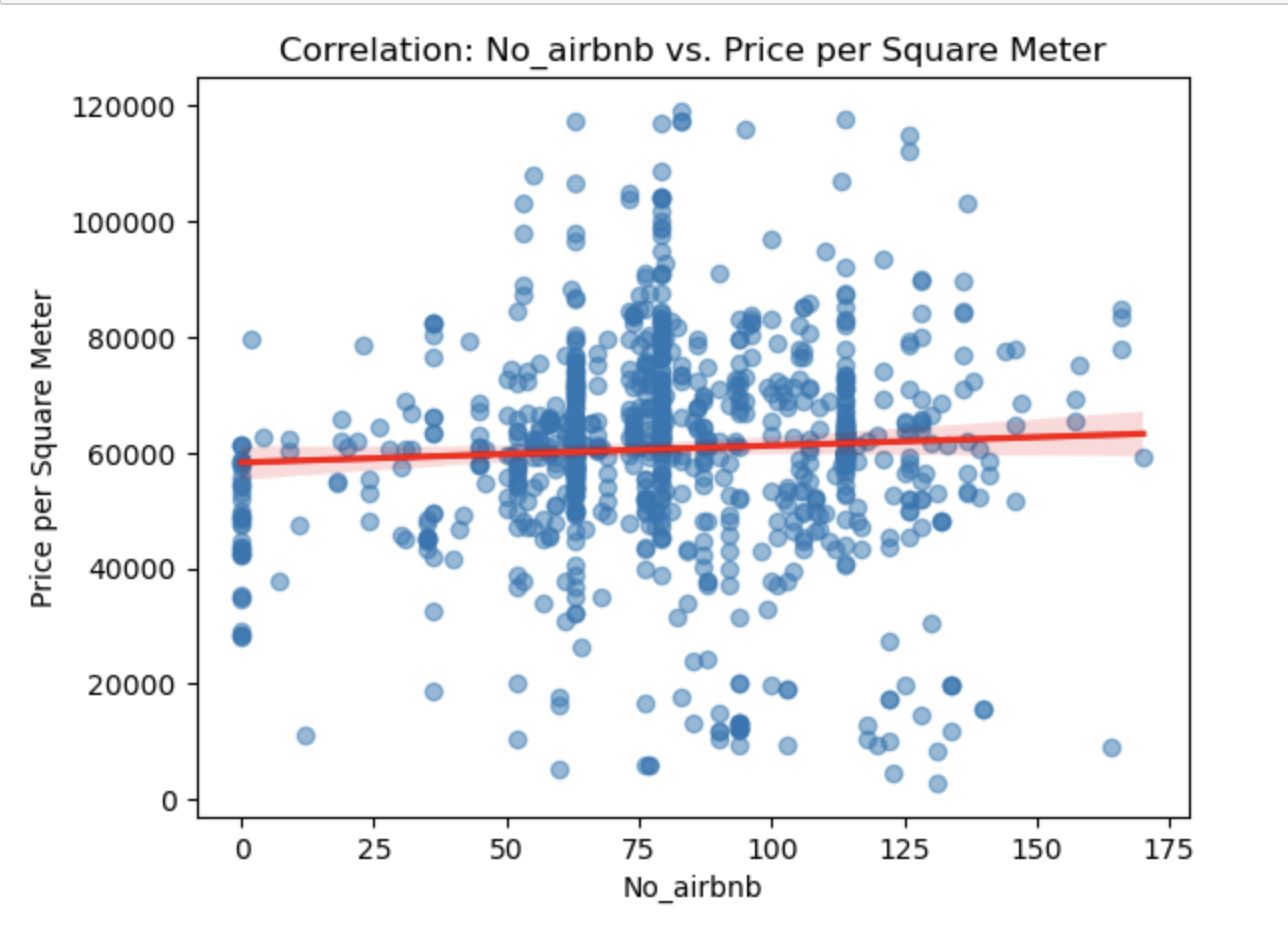 Correlation: No_airbnb vs. Price per Square Meter
120000
100000
80000
60000
40000
20000
0
Price per Square Meter
0 25 50 75 100 125 150 175
No_airbnb